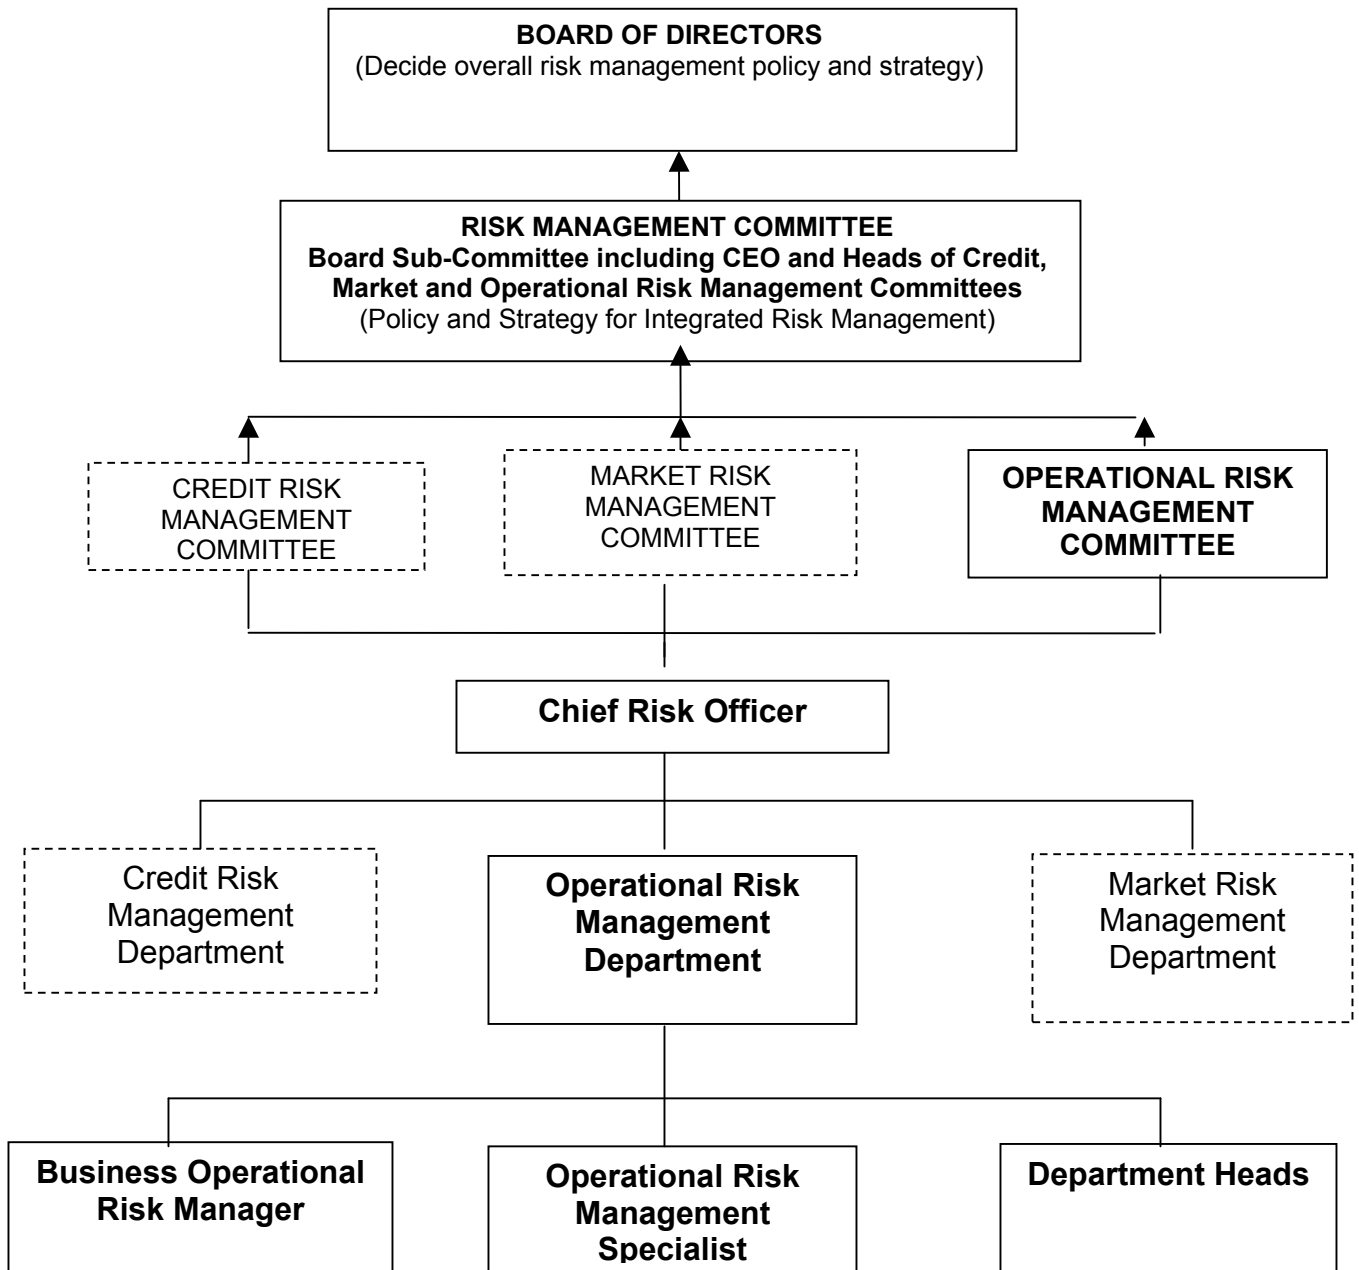 BOARD OF DIRECTORS
(Decide overall risk management policy and strategy)
RISK MANAGEMENT COMMITTEE
Board Sub-Committee including CEO and Heads of Credit,
Market and Operational Risk Management Committees
(Policy and Strategy for Integrated Risk Management)
CREDIT RISK
MANAGEMENT
COMMITTEE
MARKET RISK
MANAGEMENT
COMMITTEE
OPERATIONAL RISK
MANAGEMENT
COMMITTEE
Chief Risk Officer
Credit Risk
Management
Department
Operational Risk
Management
Department
Market Risk
Management
Department
Business Operational
Risk Manager
Operational Risk
Management
Specialist
Department Heads